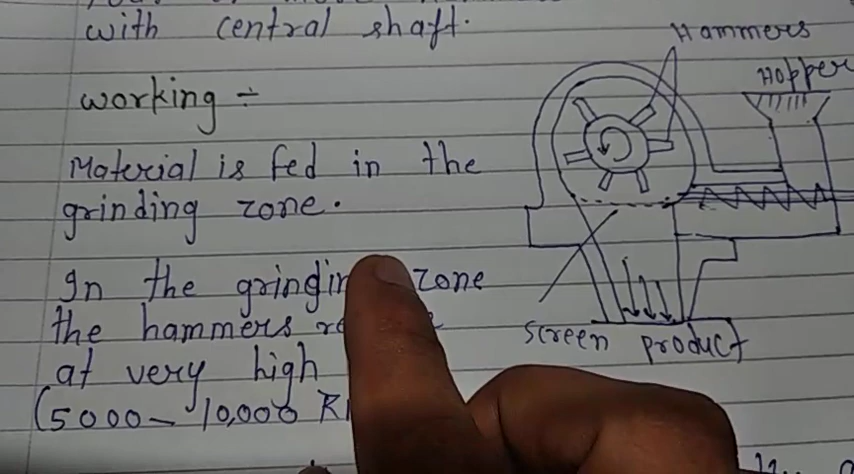 with central shaft.
working ÷
Material is fed in the
grinding zone.
In the grindin zone
the hammers
at very high
(5000 - 10,000 R
Hammers
Hopper
Screen
product